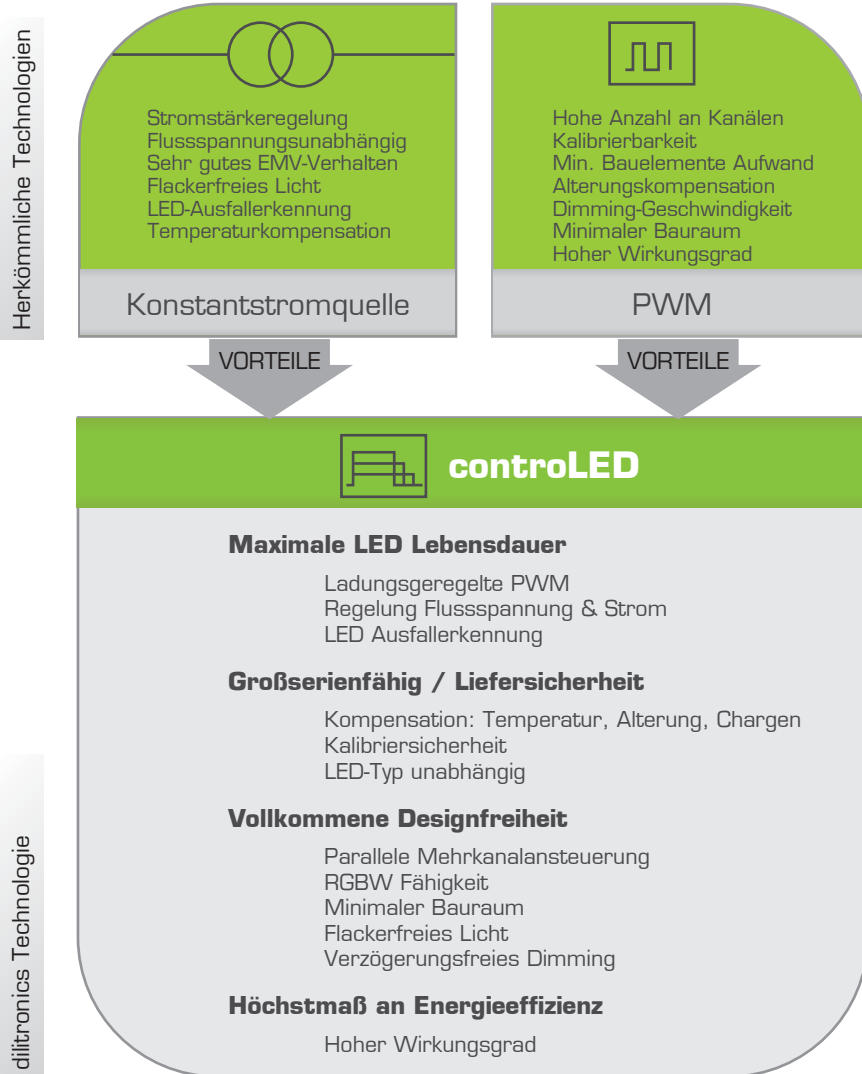 Herkömmliche Technologien
Stromstärkeregelung
Flussspannungsunabhängig
Sehr gutes EMV-Verhalten
Flackerfreies Licht
LED-Ausfallerkennung
Temperaturkompensation
Konstantstromquelle
VORTEILE
Hohe Anzahl an Kanälen
Kalibrierbarkeit
Min. Bauelemente Aufwand
Alterungskompensation
Dimming-Geschwindigkeit
Minimaler Bauraum
Hoher Wirkungsgrad
PWM
VORTEILE
dilitronics Technologie
controLED
Maximale LED Lebensdauer
Ladungsgeregelte PWM
Regelung Flussspannung & Strom
LED Ausfallerkennung
Großserienfähig / Liefersicherheit
Kompensation: Temperatur, Alterung, Chargen
Kalibriersicherheit
LED-Typ unabhängig
Vollkommene Designfreiheit
Parallele Mehrkanalansteuerung
RGBW Fähigkeit
Minimaler Bauraum
Flackerfreies Licht
Verzögerungsfreies Dimming
Höchstmaß an Energieeffizienz
Hoher Wirkungsgrad